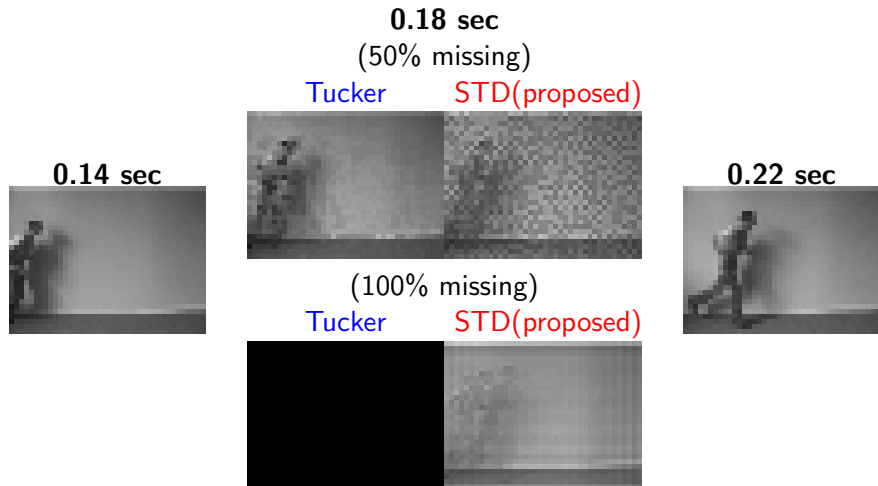 0.18 sec
(50% missing)
Tucker STD(proposed)
0.14 sec
0.22 sec
(100% missing)
Tucker STD(proposed)